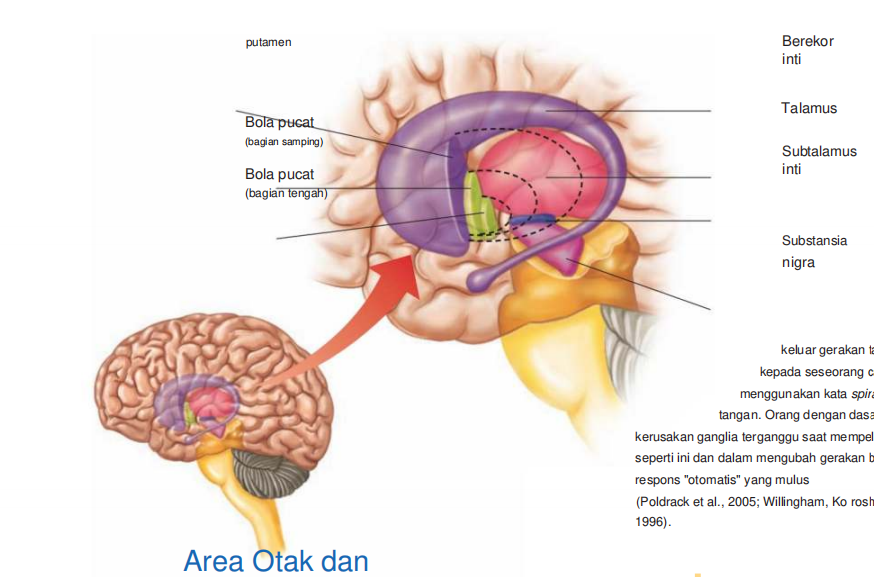 putamen
Bola pucat
(bagian samping)
Bola pucat
(bagian tengah)
Berekor
inti
Talamus
Subtalamus
inti
Substansia
nigra
keluar gerakan
kepada seseorang
menggunakan kata
tangan. Orang dengan
kerusakan ganglia terganggu saat
seperti ini dan dalam mengubah gerakan
respons "otomatis" yang mulus
(Poldrack et al., 2005; Willingham, Ko
1996).
Area Otak dan